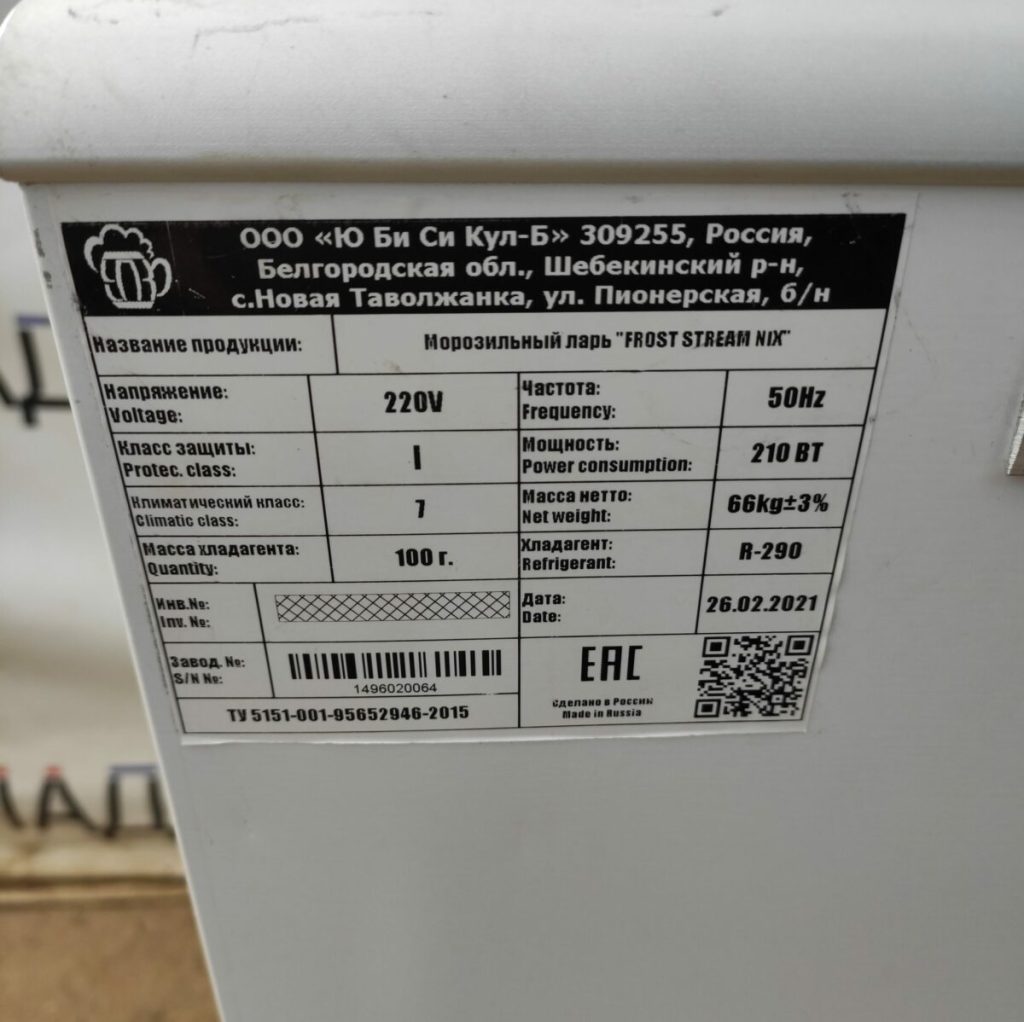 ООО «Ю Би Си Кул-Б» 309255, Россия,
Белгородская обл., Шебекинский р-н,
с.Новая Таволжанка, ул. Пионерская, б/н
Название продукции: Морозильный ларь "FROST STREAM NIX"
Напряжение:
Voltage:
220V
Частота:
Frequency:
50Hz
Класс защиты:
Protec. class:
I
Мощность:
Power consumption:
210 ВТ
Климатический класс:
Climatic class:
7
Масса нетто:
Net weight:
66kg±3%
Масса хладагента:
Quantity:
100 г.
Хладагент:
Refrigerant:
R-290
Инв.№:
Inv. №:
Дата:
Date:
26.02.2021
Завод. №:
S/N №:
1496020064
ТУ 5151-001-95652946-2015
EAC
Сделано в России
Made in Russia